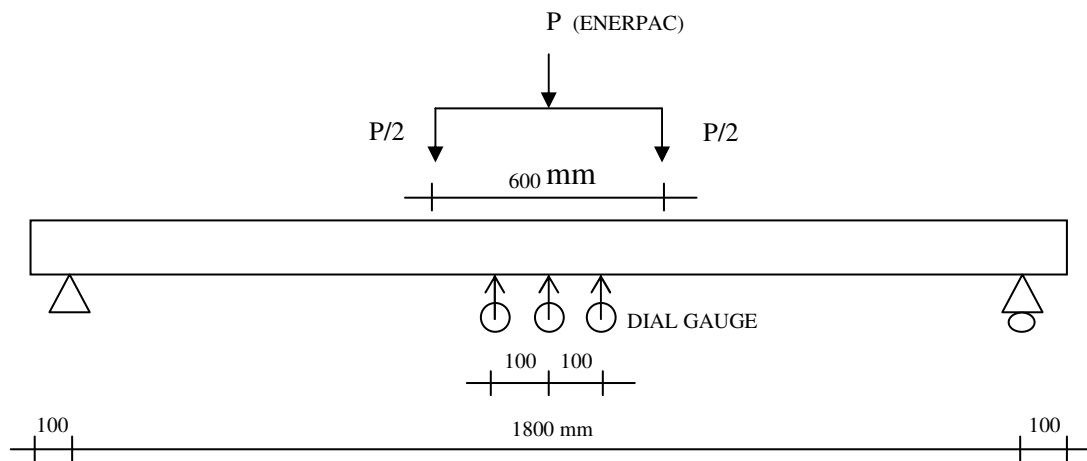 P (ENERPAC)
P/2 P/2
600 mm
DIAL GAUGE
100 100
100 1800 mm 100